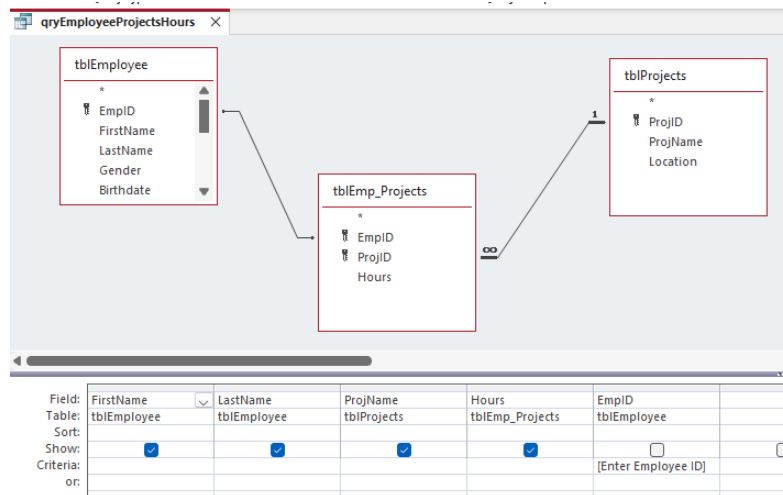 qryEmployeeProjectsHours
tblEmployee
*
EmpID
FirstName
LastName
Gender
Birthdate
tblProjects
*
ProjID
ProjName
Location
1
tblEmp_Projects
*
EmpID
ProjID
Hours
∞
Field: FirstName LastName ProjName Hours EmpID
Table: tblEmployee tblEmployee tblProjects tblEmp_Projects tblEmployee
Sort:
Show:
Criteria: [Enter Employee ID]
or: